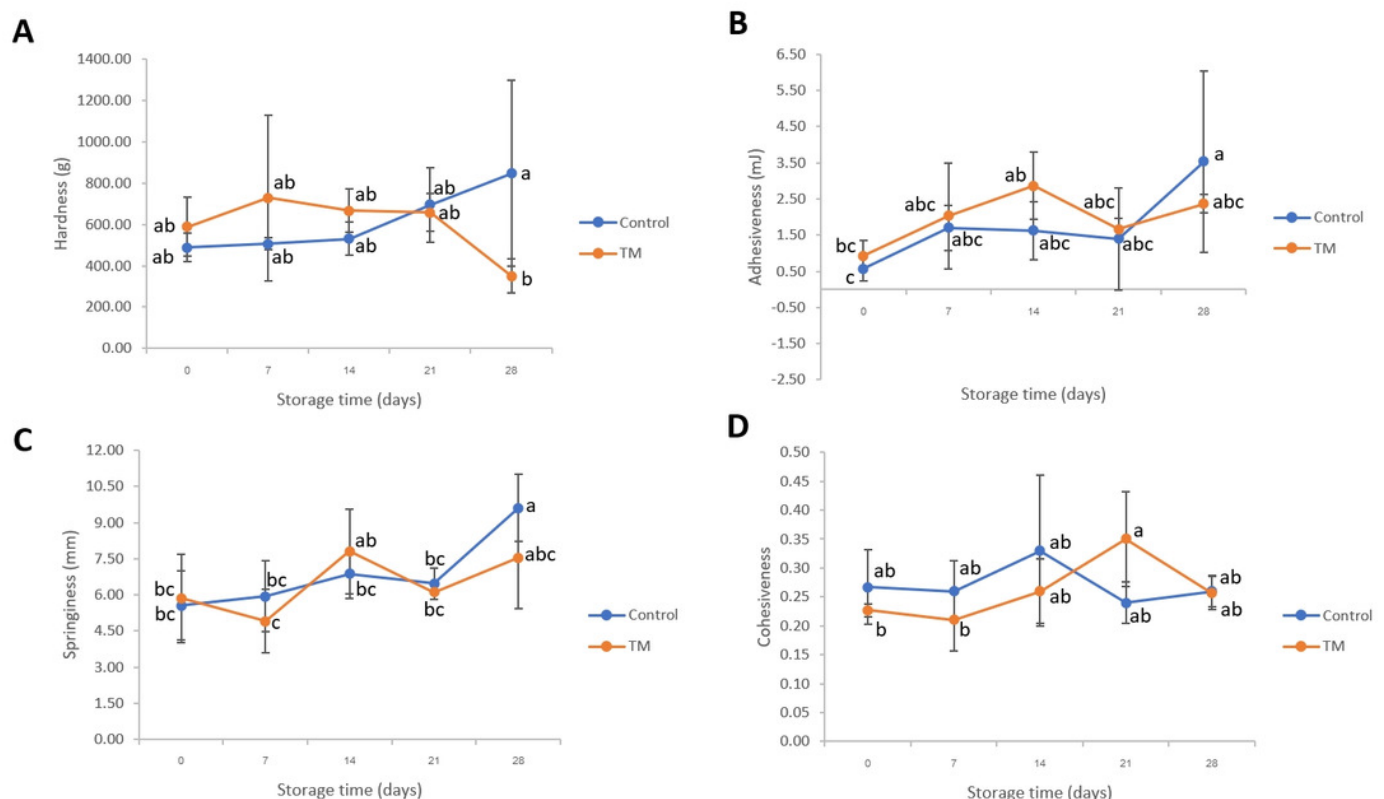 A
1400.00
1200.00
1000.00
800.00
600.00
400.00
200.00
0.00
Hardness (g)
ab
ab
ab
ab
ab
ab
ab
ab
a
b
0 7 14 21 28
Storage time (days)
Control
TM
B
6.50
5.50
4.50
3.50
2.50
1.50
0.50
-0.50
-1.50
-2.50
Adhesiveness (mJ)
bc
c
abc
abc
ab
abc
abc
abc
a
abc
0 7 14 21 28
Storage time (days)
Control
TM
C
12.00
10.50
9.00
7.50
6.00
4.50
3.00
1.50
0.00
Springiness (mm)
bc
bc
bc
c
ab
bc
bc
bc
a
abc
0 7 14 21 28
Storage time (days)
Control
TM
D
0.50
0.45
0.40
0.35
0.30
0.25
0.20
0.15
0.10
0.05
0.00
Cohesiveness
ab
b
ab
b
ab
ab
a
ab
ab
ab
0 7 14 21 28
Storage time (days)
Control
TM